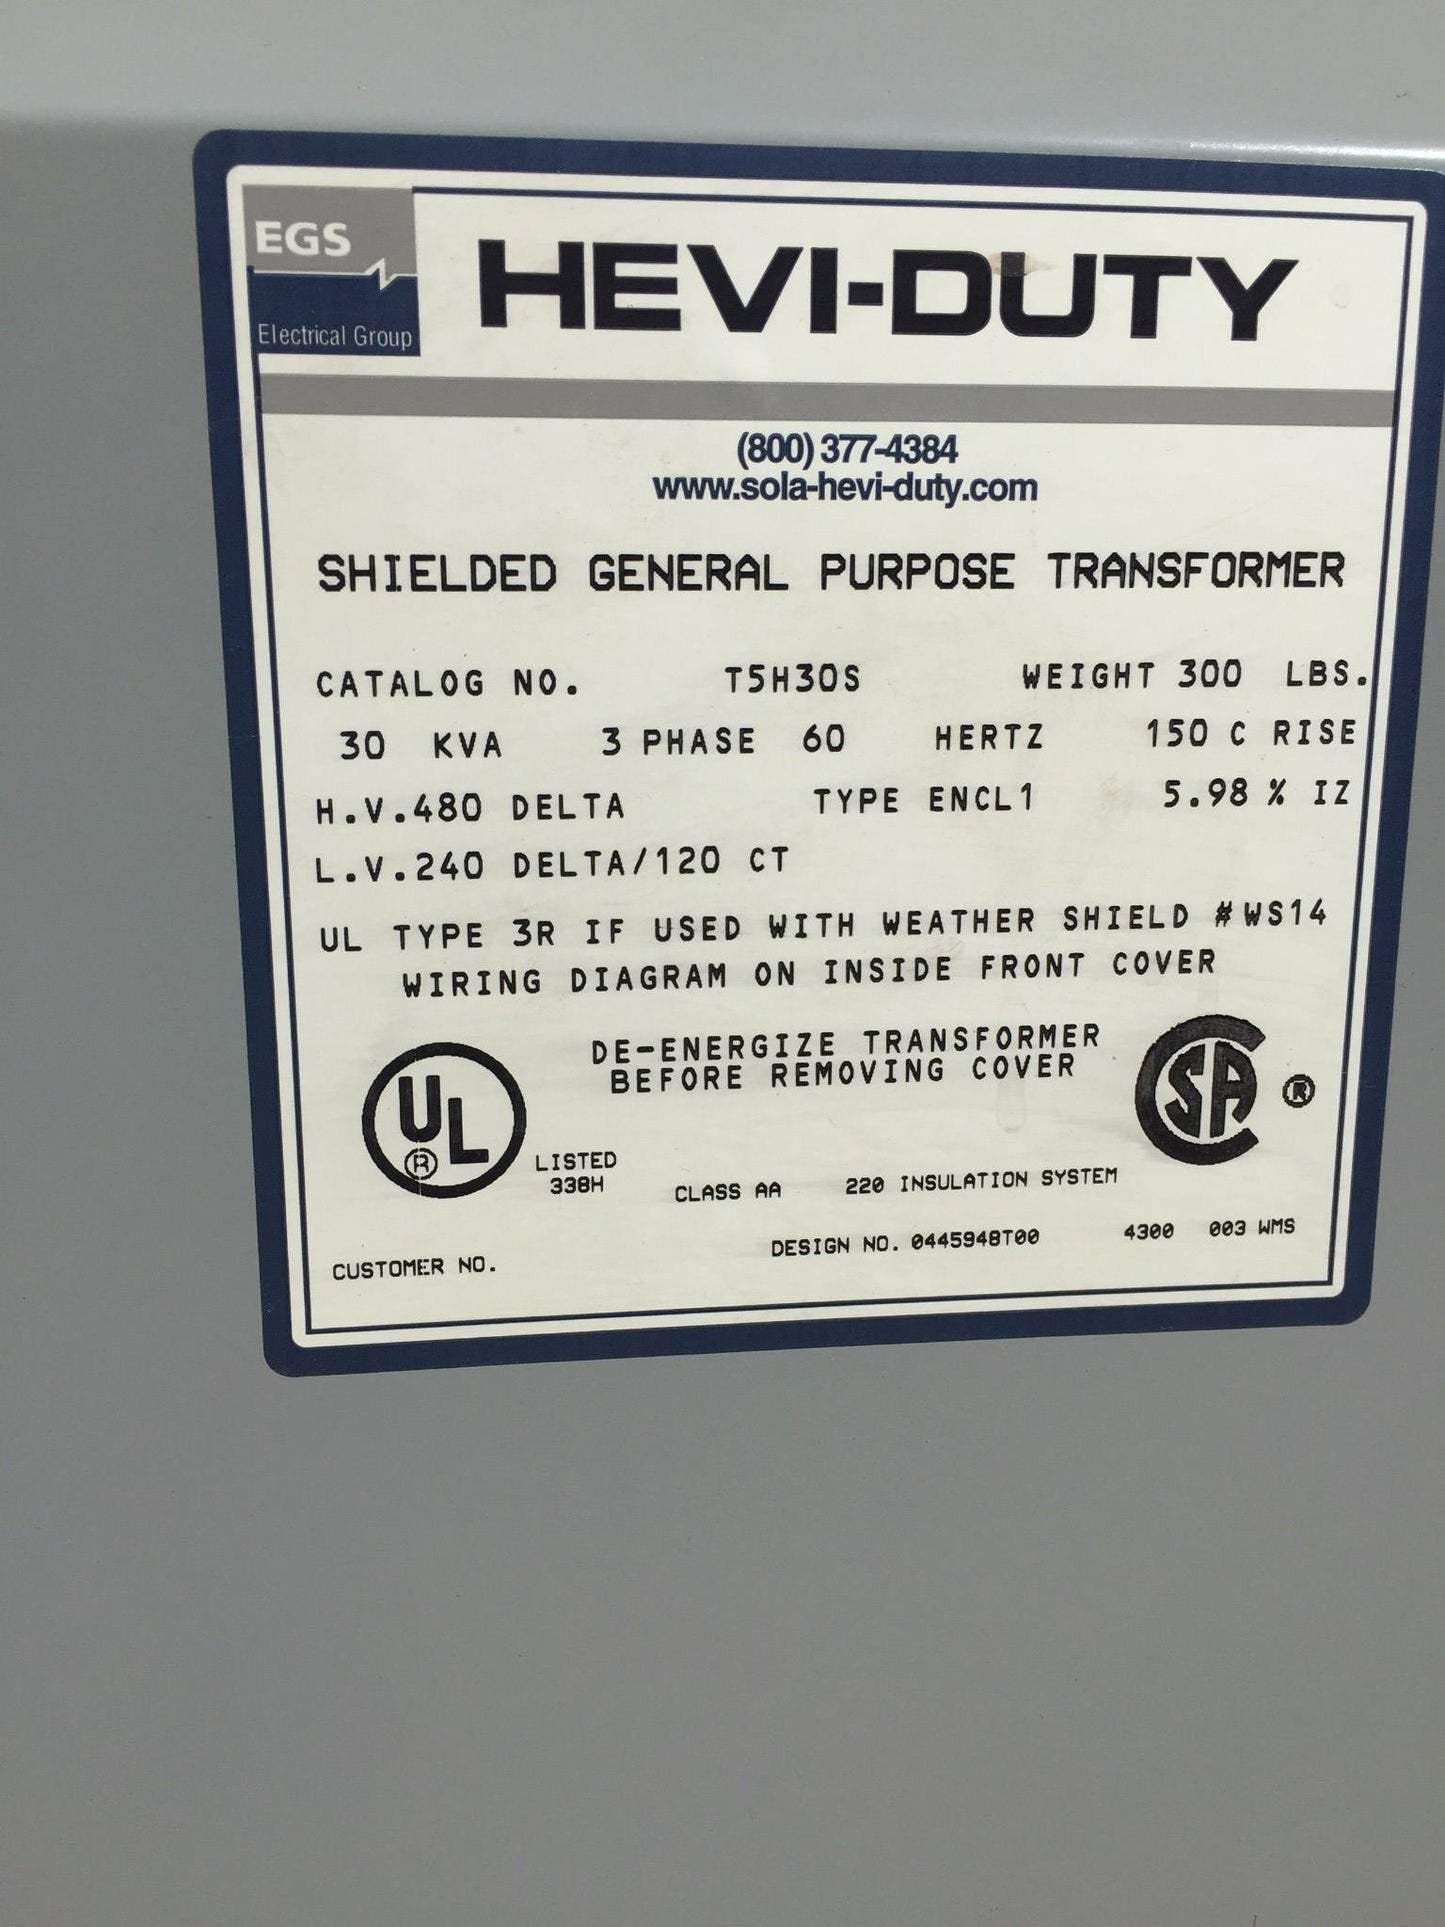 EGS
Electrical Group
HEVI-DUTY
(800) 377-4384
www.sola-hevi-duty.com
SHIELDED GENERAL PURPOSE TRANSFORMER
CATALOG NO. T5H30S WEIGHT 300 LBS.
30 KVA 3 PHASE 60 HERTZ 150 C RISE
H.V.480 DELTA TYPE ENCL1 5.98 % IZ
L.V.240 DELTA/120 CT
UL TYPE 3R IF USED WITH WEATHER SHIELD #WS14
WIRING DIAGRAM ON INSIDE FRONT COVER
DE-ENERGIZE TRANSFORMER
BEFORE REMOVING COVER
UL ®
LISTED
338H
CSA ®
CLASS AA 220 INSULATION SYSTEM
DESIGN NO. 0445948T00 4300 003 WMS
CUSTOMER NO.